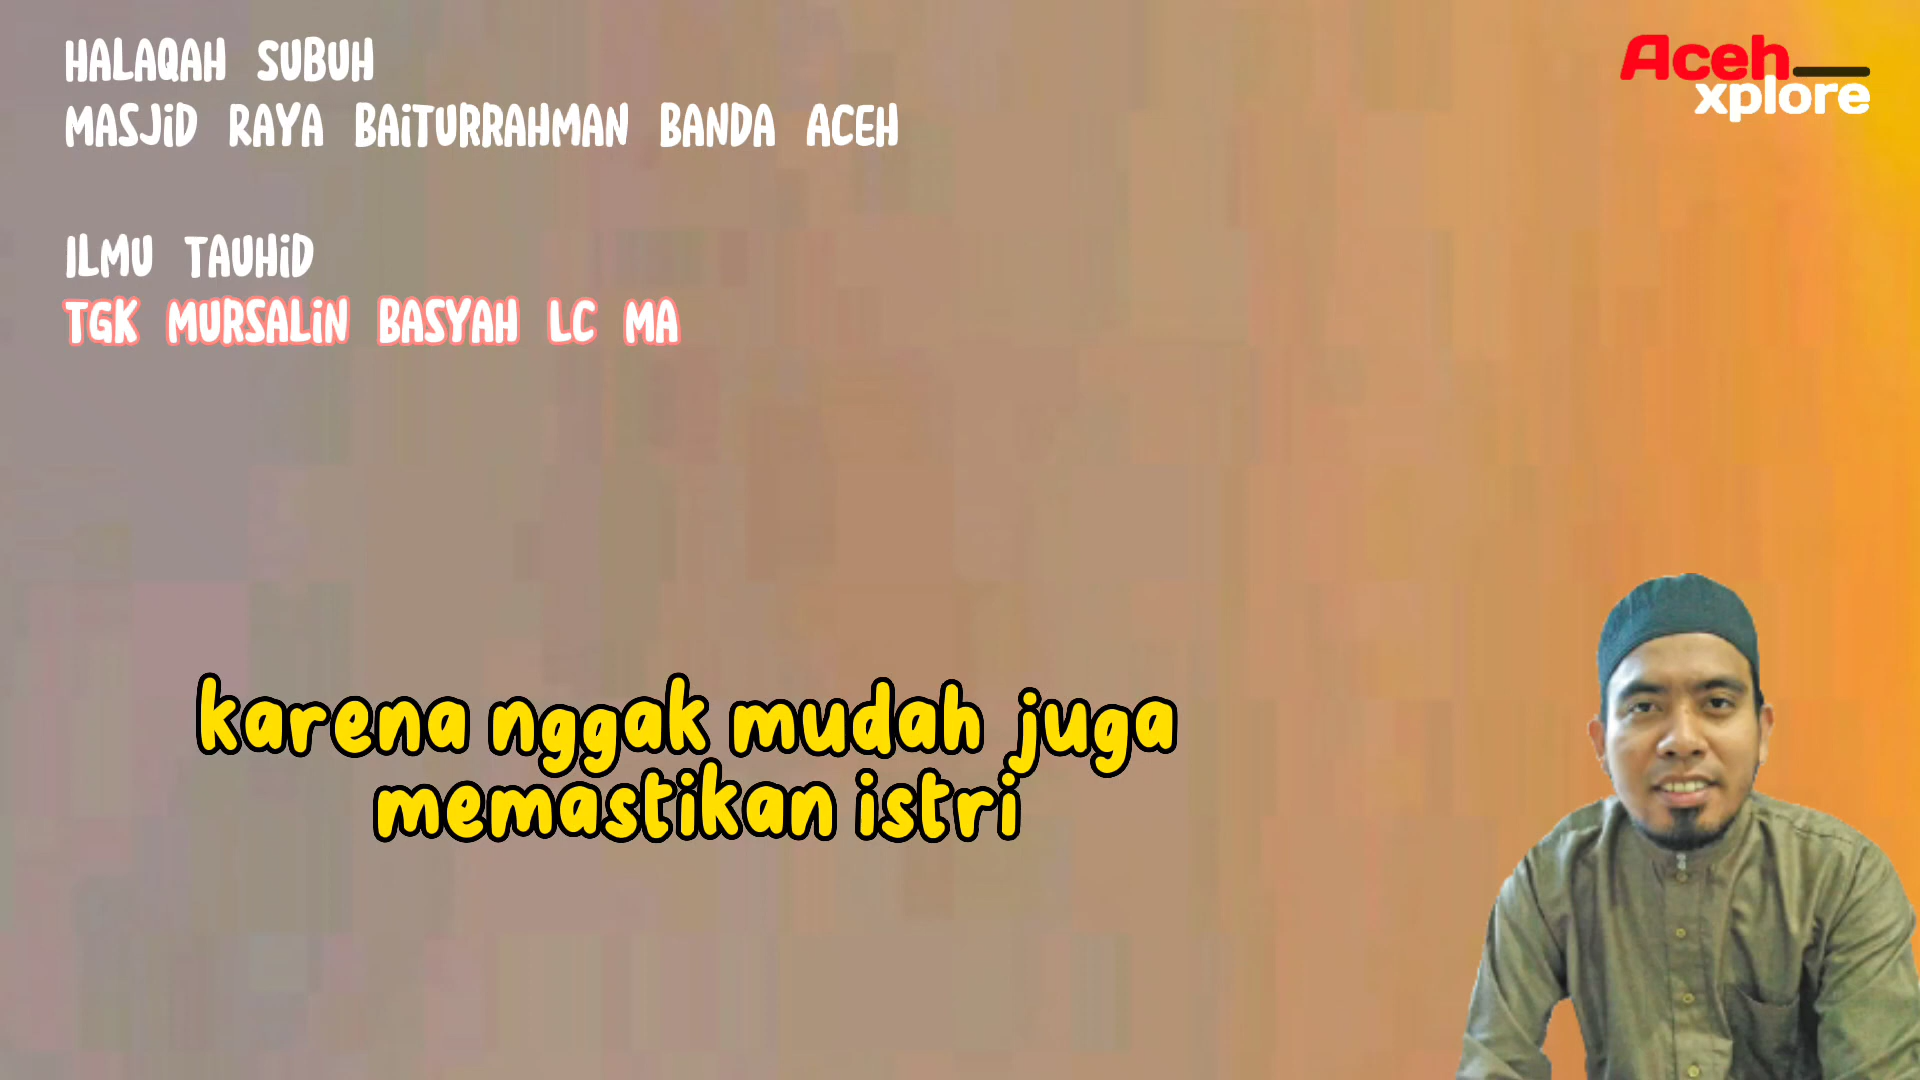 HALAQAH SUBUH
MASJiD RAYA BAiTURRAHMAN BANDA ACEH
ILMU TAUHiD
TGK MURSALiN BASYAH LC MA
Aceh
xplore
karena nggak mudah juga
memastikan istri